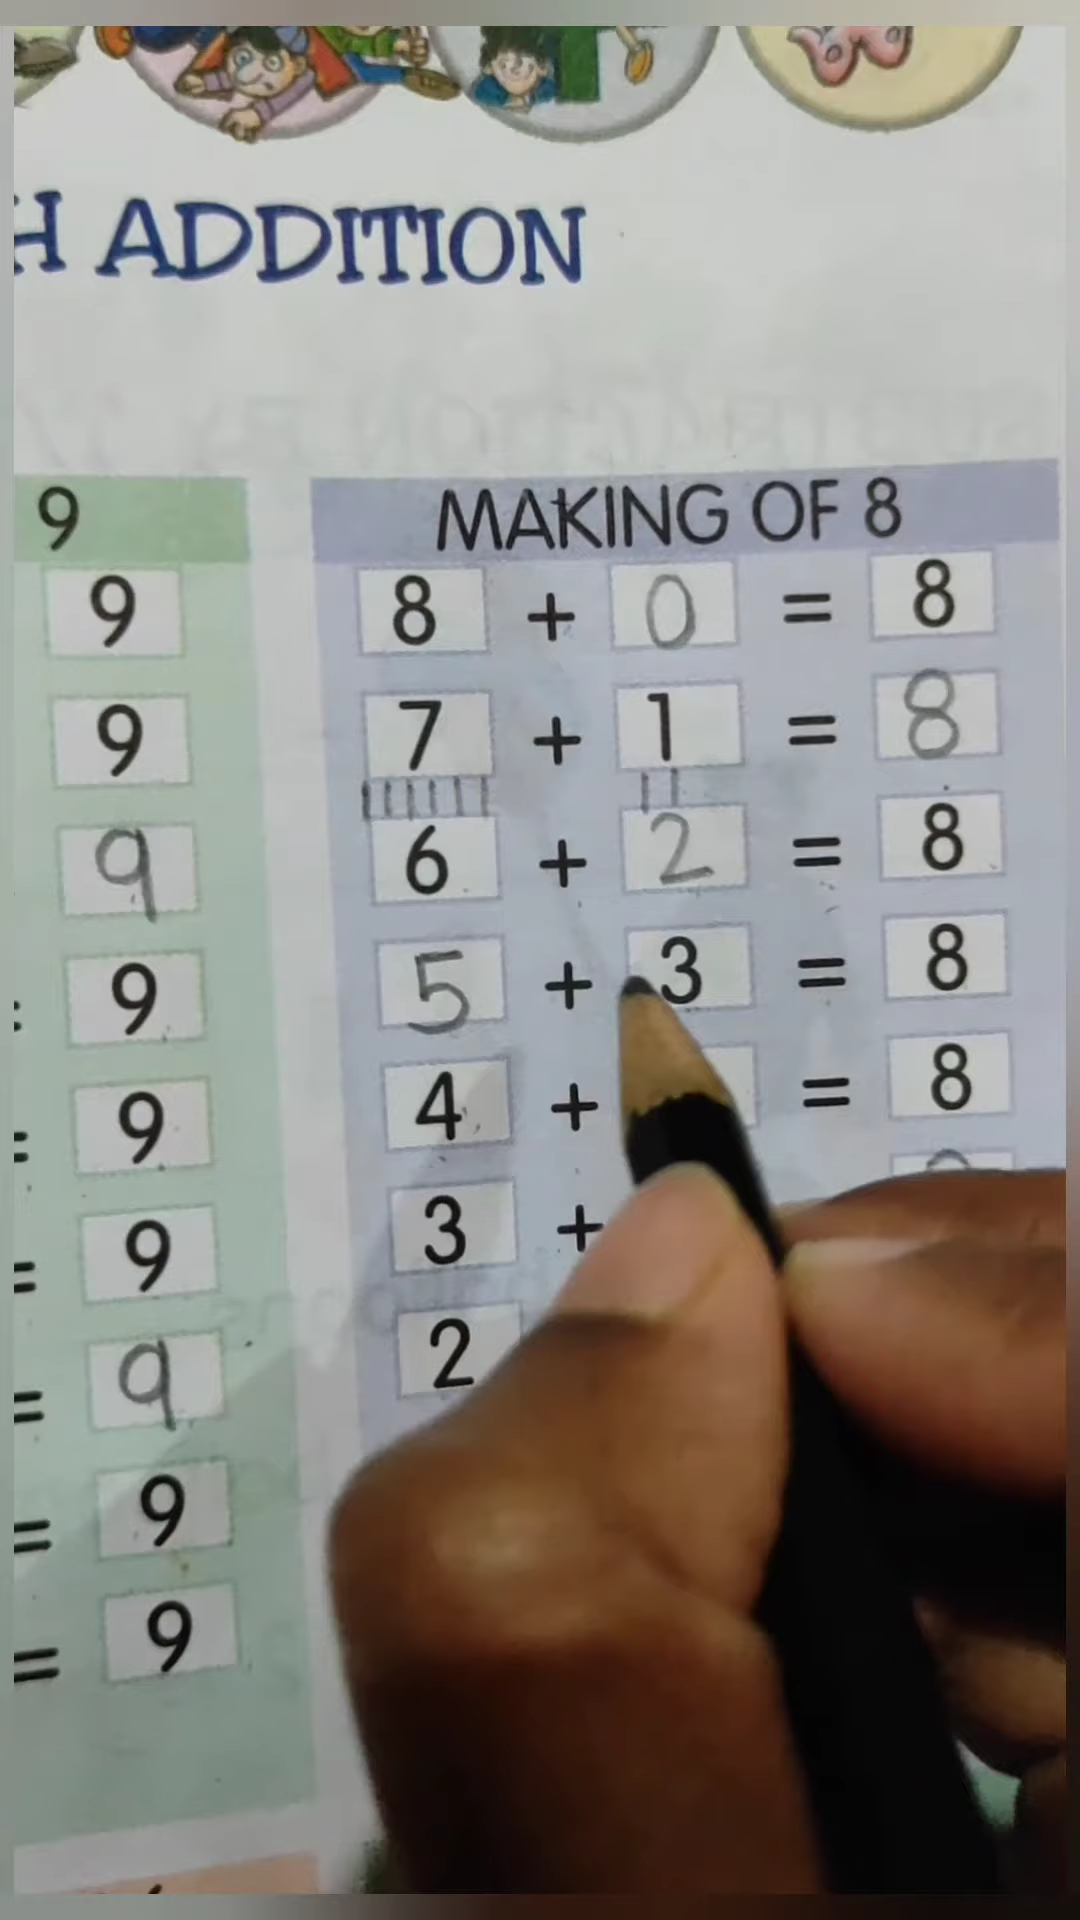 H ADDITION
9
9
9
9
9
9
= 9
= 9
= 9
= 9
MAKING OF 8
8 + 0 = 8
7 + 1 = 8
6 + 2 = 8
5 + 3 = 8
4 + = 8
3 +
2